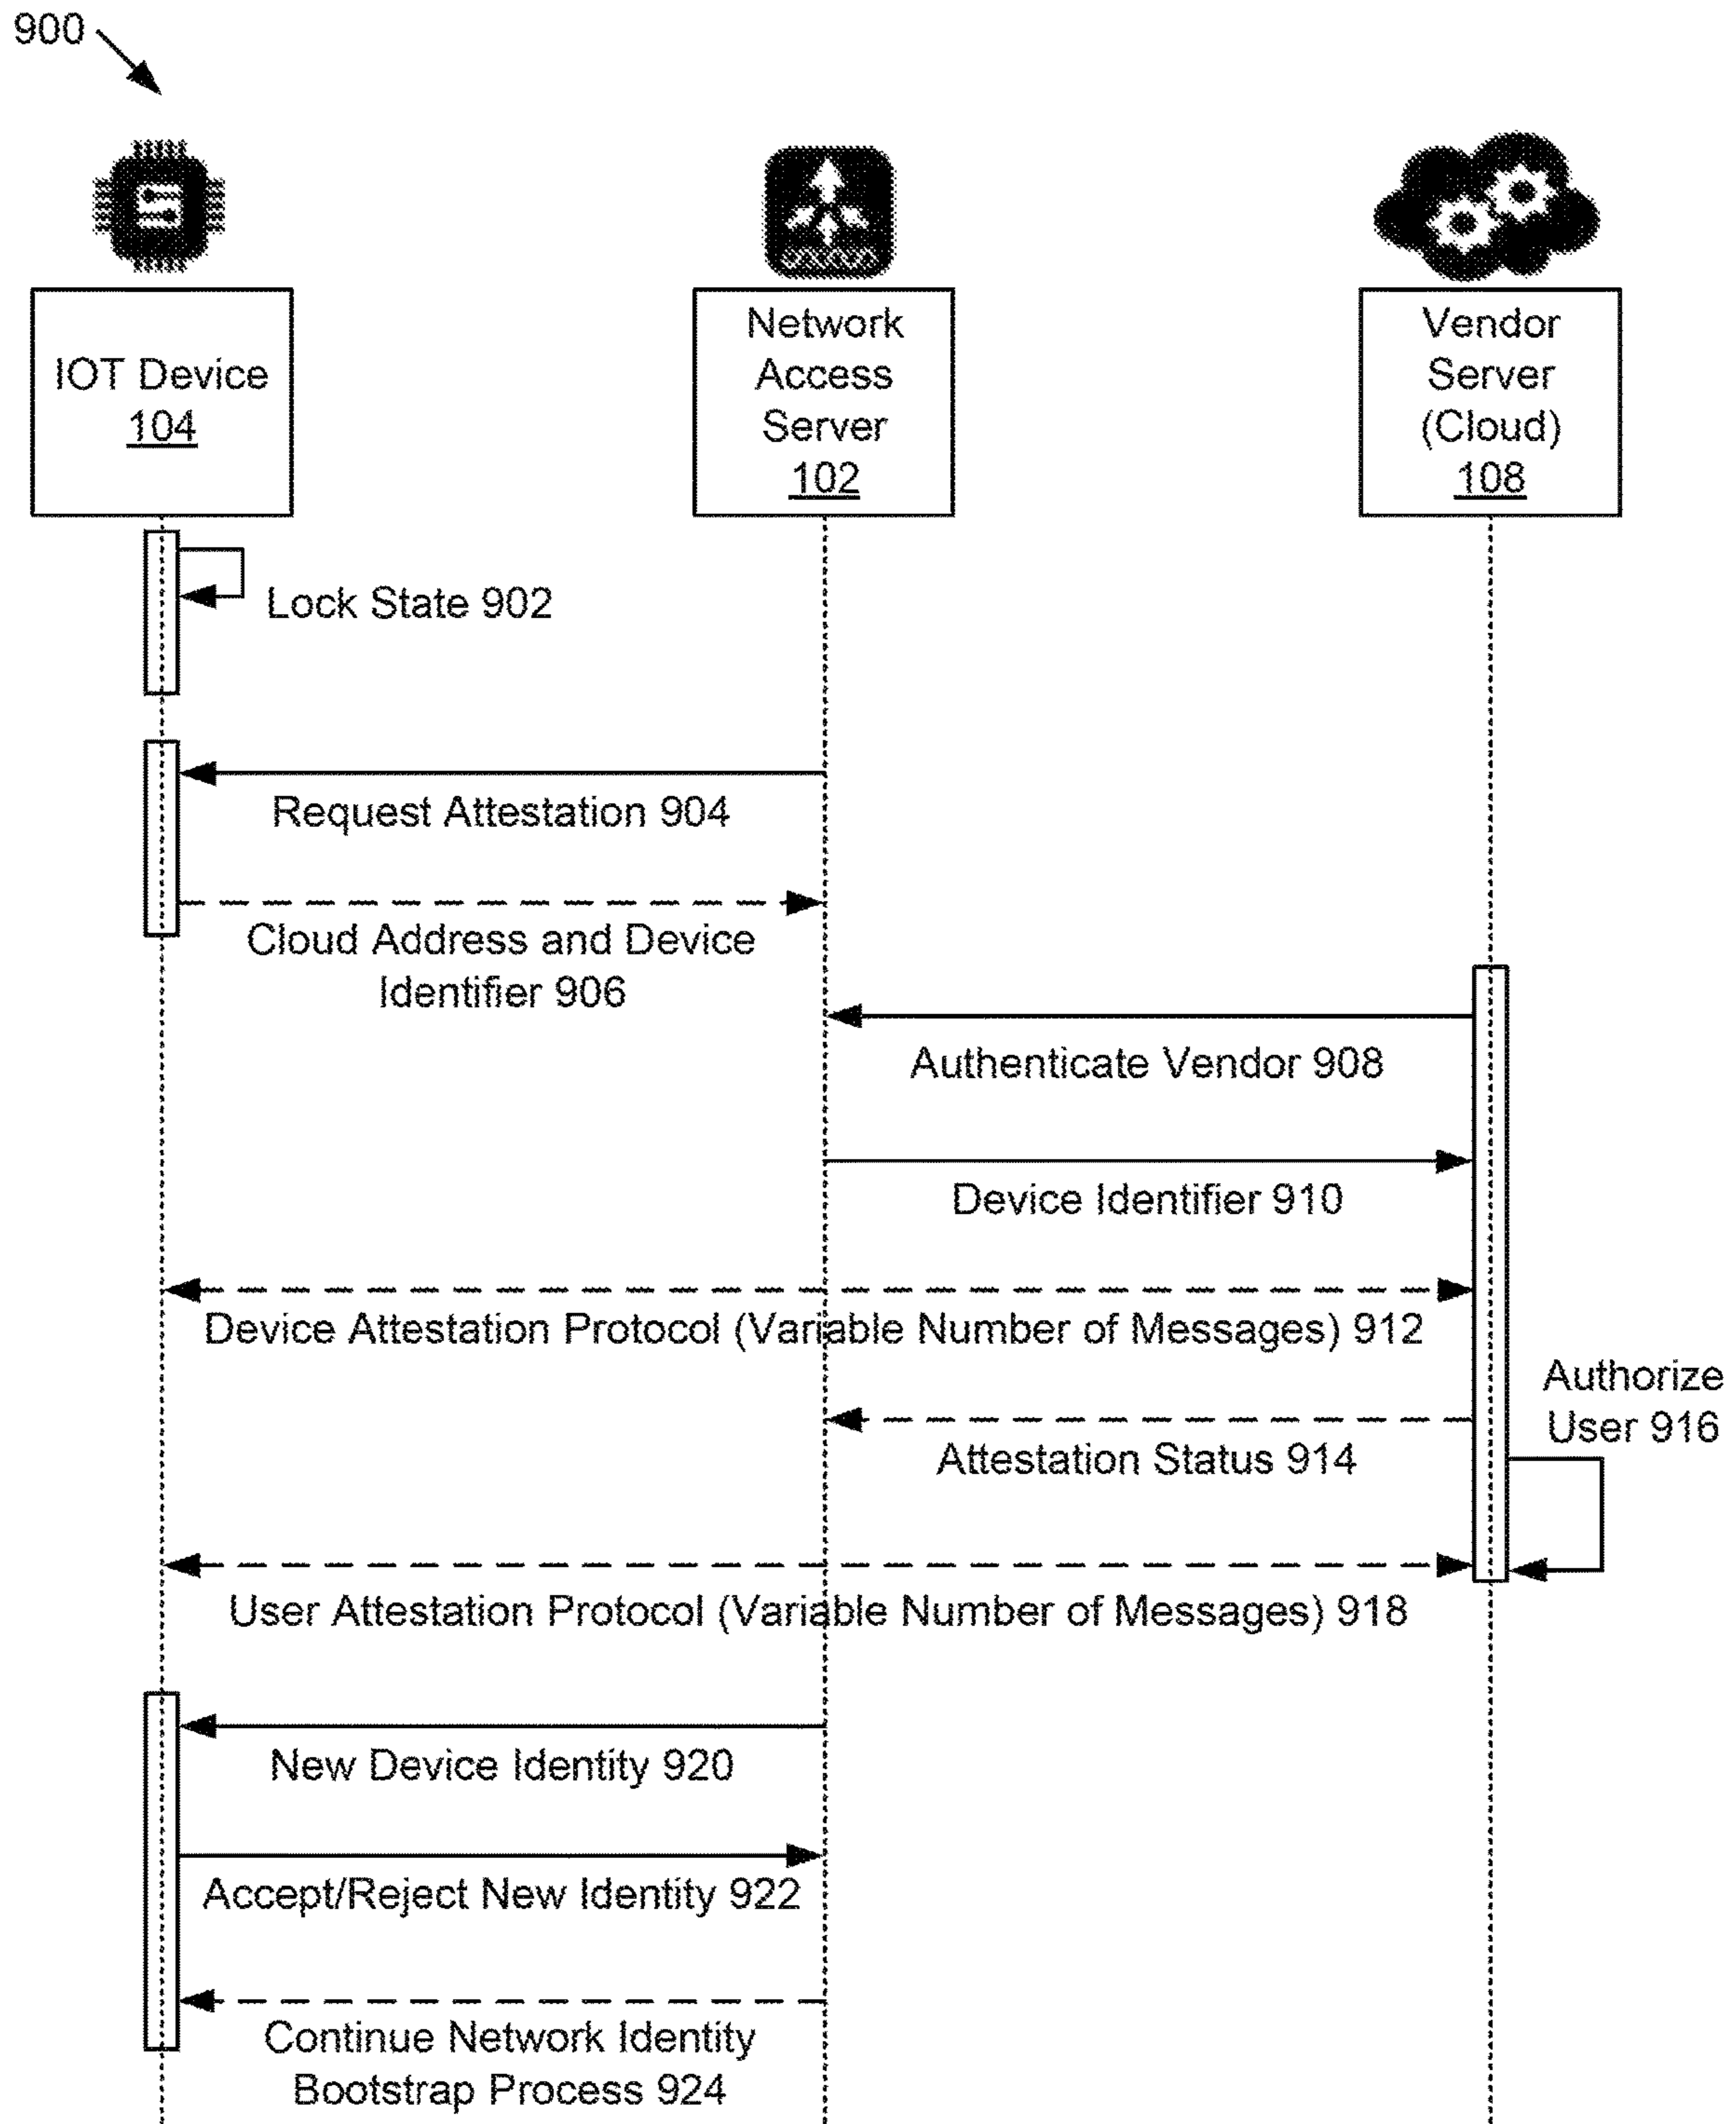 900
IOT Device
104
Network
Access
Server
102
Vendor
Server
(Cloud)
108
Lock State 902
Request Attestation 904
Cloud Address and Device
Identifier 906
Authenticate Vendor 908
Device Identifier 910
Device Attestation Protocol (Variable Number of Messages) 912
Authorize
User 916
Attestation Status 914
User Attestation Protocol (Variable Number of Messages) 918
New Device Identity 920
Accept/Reject New Identity 922
Continue Network Identity
Bootstrap Process 924